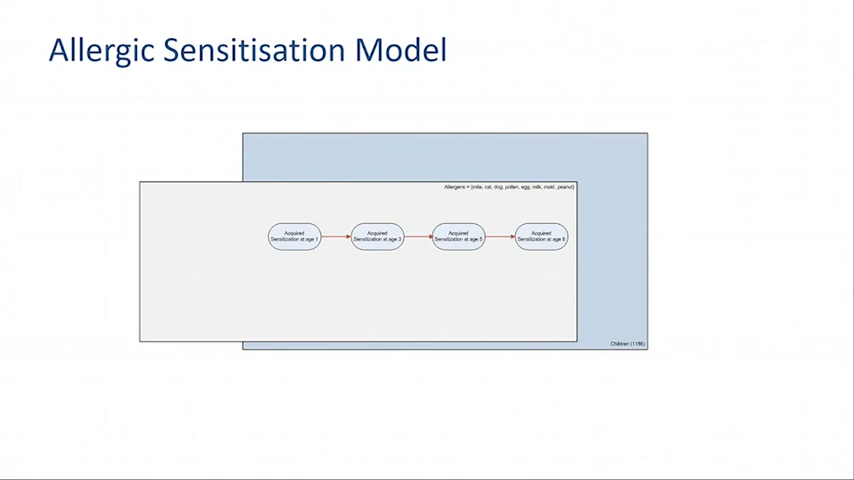 Allergic Sensitisation Model
Allergens = {mite, cat, dog, pollen, egg, milk, mold, peanut}
Acquired
Sensitization at age 1
Acquired
Sensitization at age 3
Acquired
Sensitization at age 5
Acquired
Sensitization at age 8
Children (1186)